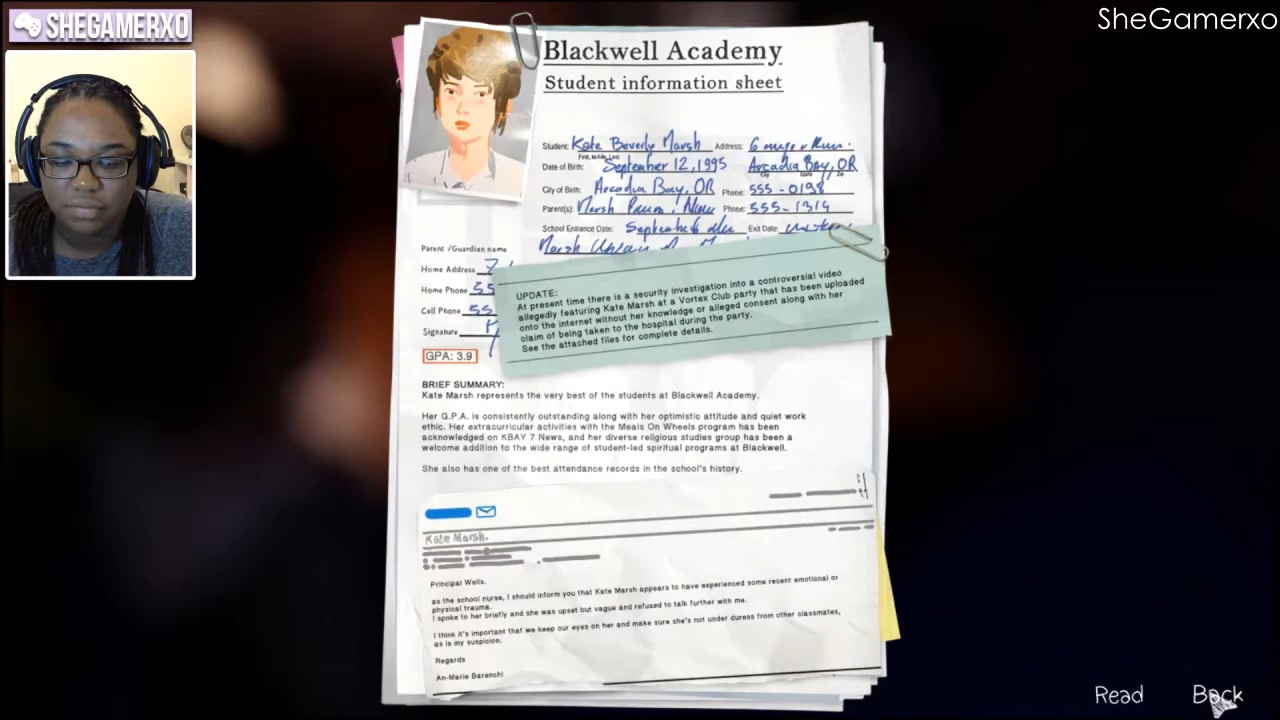 SHEGAMERXO
SheGamerxo
Blackwell Academy
Student information sheet
Student: Kate Beverly Marsh Address:
First, Middle, Last
Date of Birth: September 12, 1995 Arcadia Bay, OR
City State Zip
City of Birth: Arcadia Bay, OR Phone: 555-0198
Parent(s): Marsh Phone: 555-1314
School Entrance Date: Exit Date:
Parent /Guardian name Marsh
Home Address 7
Home Phone 55
Cell Phone 55
Signature
UPDATE:
At present time there is a security investigation into a controversial video
allegedly featuring Kate Marsh at a Vortex Club party that has been uploaded
onto the internet without her knowledge or alleged consent along with her
claim of being taken to the hospital during the party.
See the attached files for complete details.
GPA: 3.9
BRIEF SUMMARY:
Kate Marsh represents the very best of the students at Blackwell Academy.
Her G.P.A. is consistently outstanding along with her optimistic attitude and quiet work
ethic. Her extracurricular activities with the Meals On Wheels program has been
acknowledged on KBAY 7 News, and her diverse religious studies group has been a
welcome addition to the wide range of student-led spiritual programs at Blackwell.
She also has one of the best attendance records in the school's history.
Kate Marsh.
Principal Wells.
as the school nurse, I should inform you that Kate Marsh appears to have experienced some recent emotional or
physical trauma.
I spoke to her briefly and she was upset but vague and refused to talk further with me.
I think it's important that we keep our eyes on her and make sure she's not under duress from other classmates,
as is my suspicion.
Regards
An-Marie Barenchi
Read Back